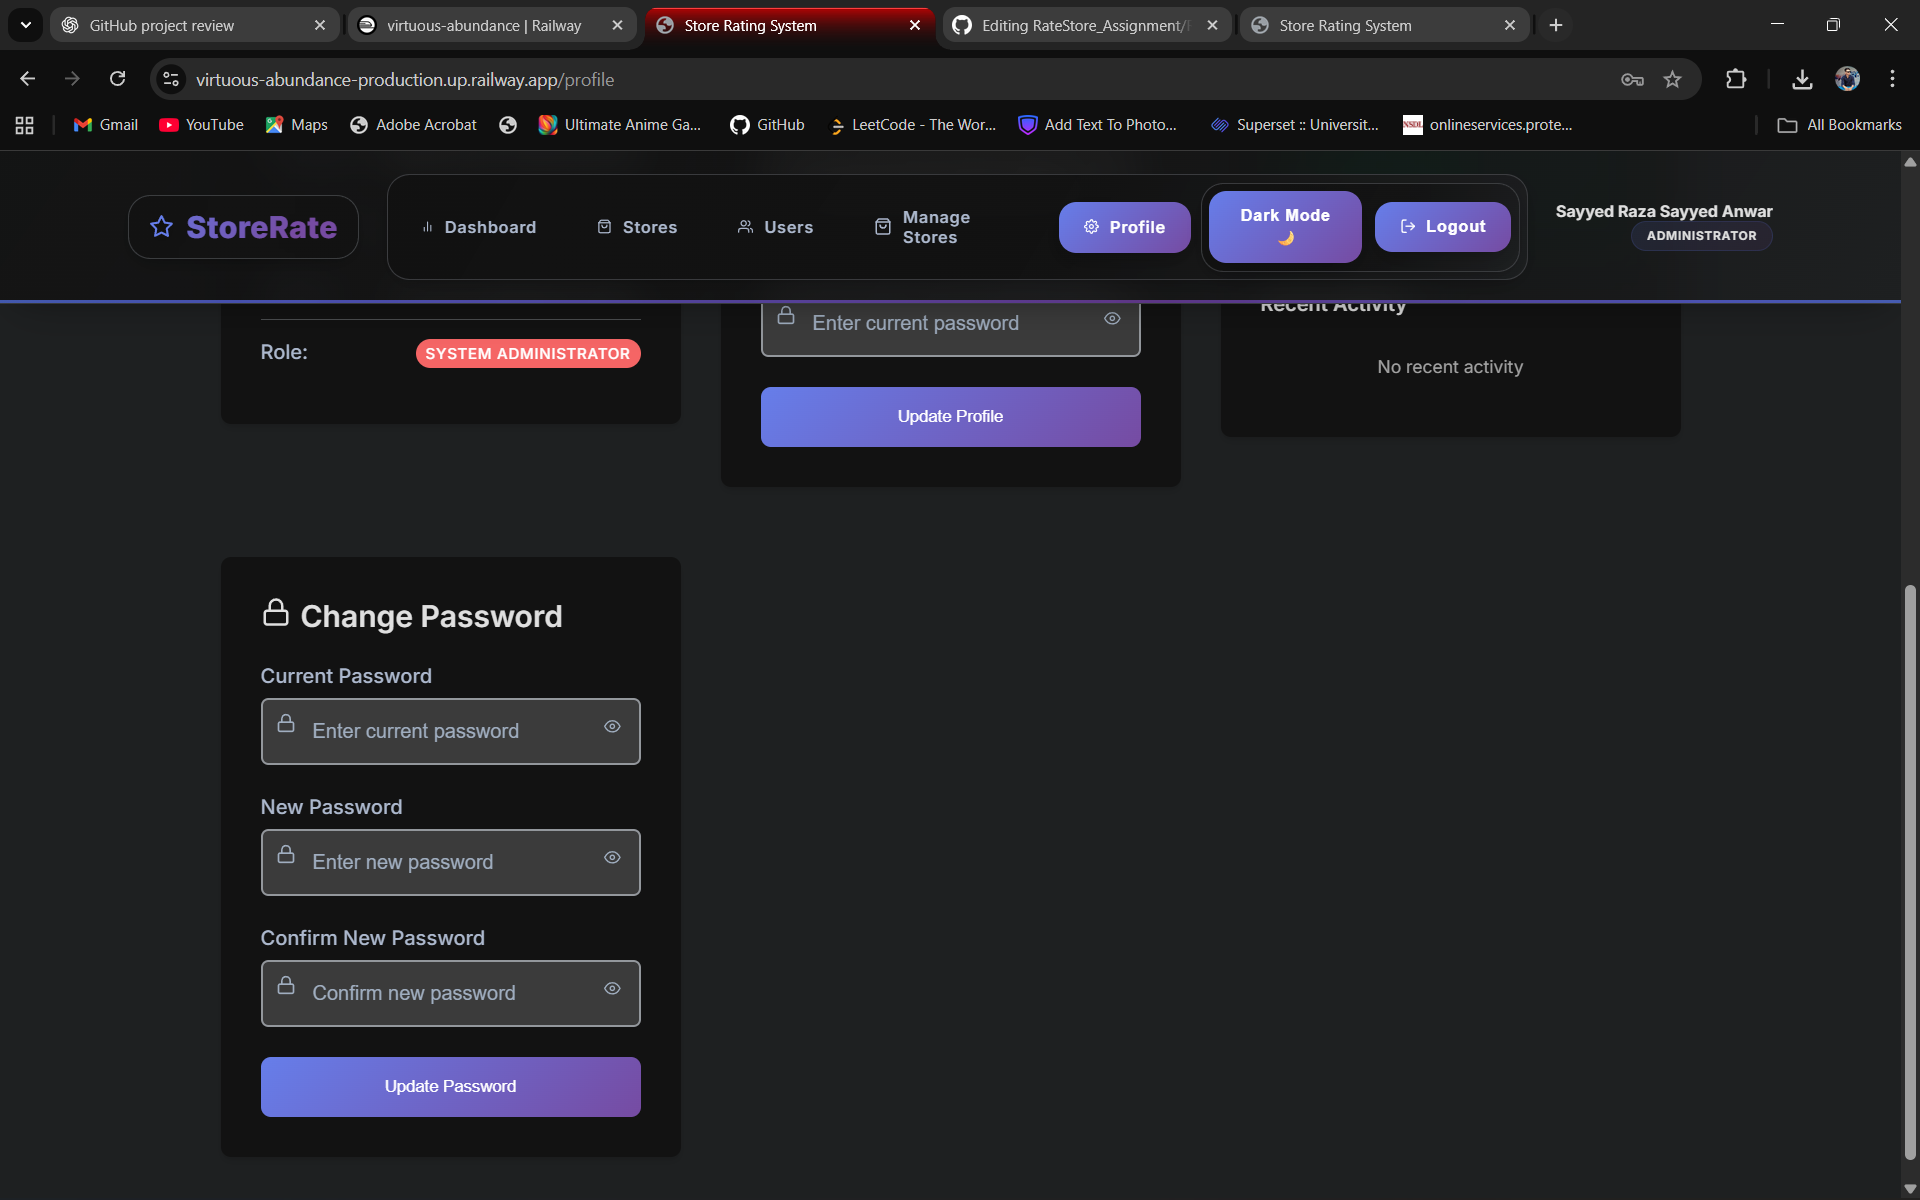 GitHub project review
virtuous-abundance | Railway
Store Rating System
Editing RateStore_Assignment/
Store Rating System
virtuous-abundance-production.up.railway.app/profile
Gmail
YouTube
Maps
Adobe Acrobat
Ultimate Anime Ga...
GitHub
LeetCode - The Wor...
Add Text To Photo...
Superset :: Universit...
NSDL
onlineservices.prote...
All Bookmarks
StoreRate
Dashboard
Stores
Users
Manage
Stores
Profile
Dark Mode
🌙
Logout
Sayyed Raza Sayyed Anwar
ADMINISTRATOR
Role:
SYSTEM ADMINISTRATOR
Enter current password
Update Profile
Recent Activity
No recent activity
Change Password
Current Password
Enter current password
New Password
Enter new password
Confirm New Password
Confirm new password
Update Password